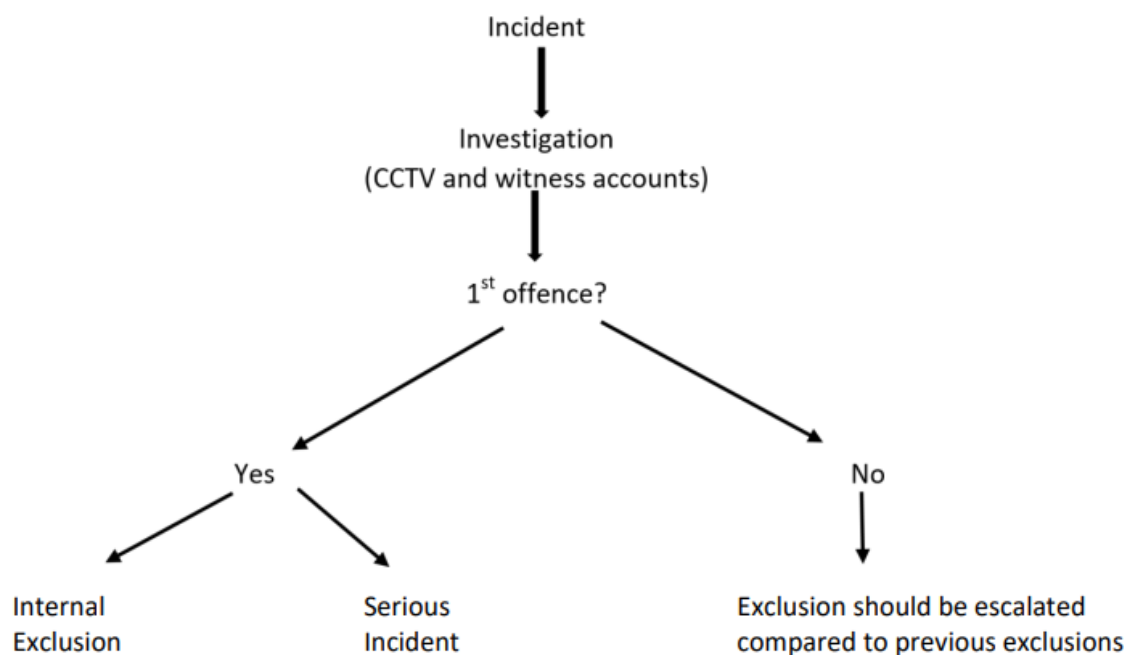 Incident
Investigation
(CCTV and witness accounts)
1st offence?
Yes
No
Internal
Exclusion
Serious
Incident
Exclusion should be escalated
compared to previous exclusions